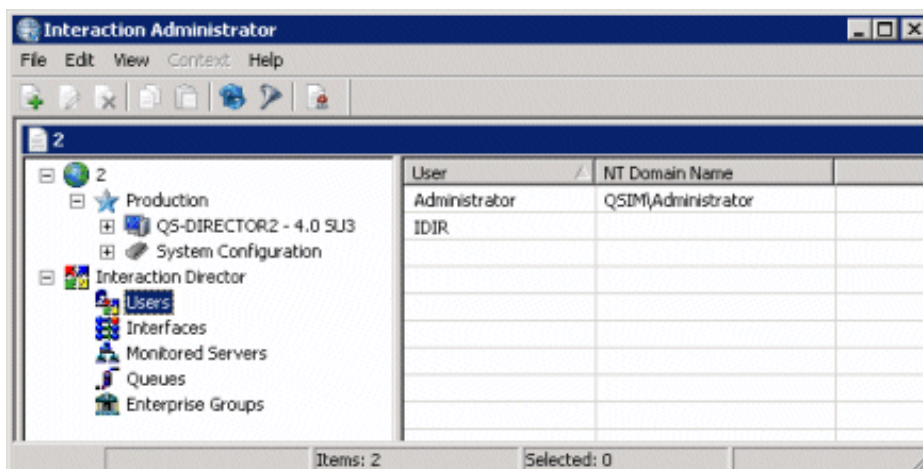 Interaction Administrator
File Edit View Context Help
2
2
Production
QS-DIRECTOR2 - 4.0 SU3
System Configuration
Interaction Director
Users
Interfaces
Monitored Servers
Queues
Enterprise Groups
User NT Domain Name
Administrator QSIM\Administrator
IDIR
Items: 2 Selected: 0